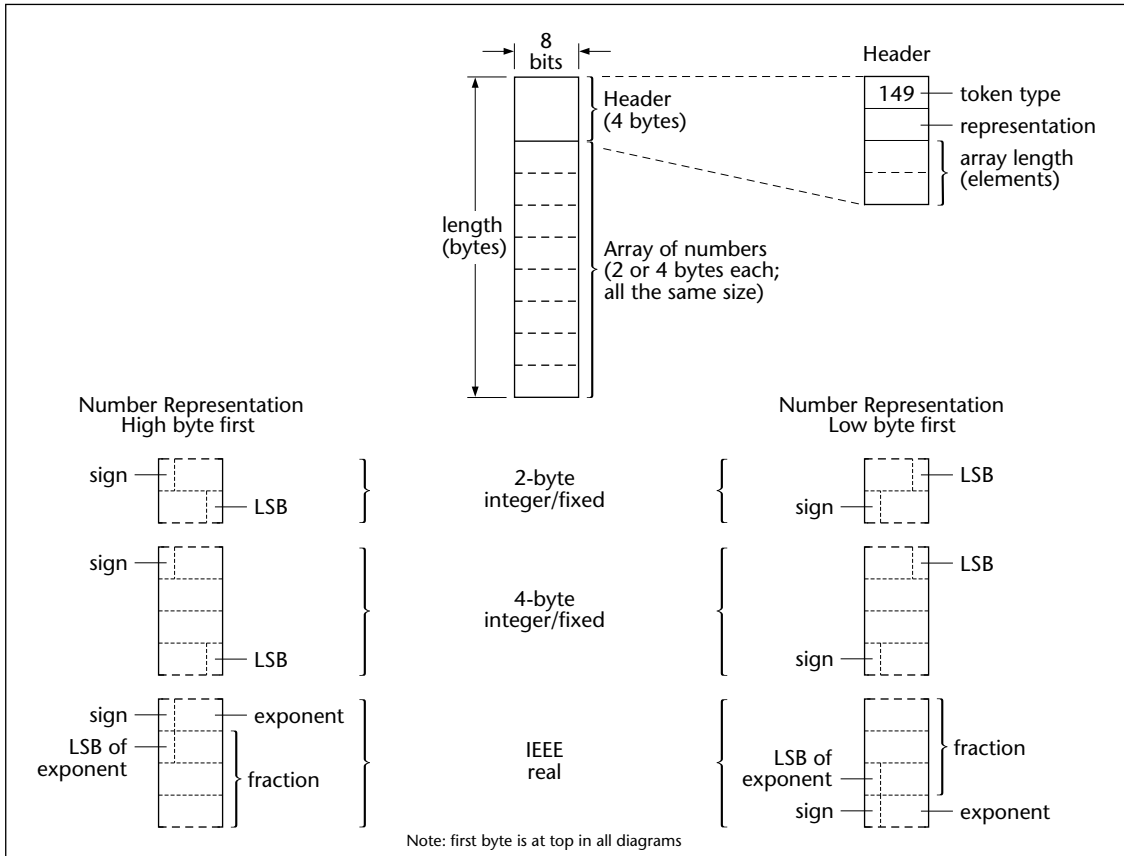 8
bits
Header
149
token type
representation
array length
(elements)
Header
(4 bytes)
length
(bytes)
Array of numbers
(2 or 4 bytes each;
all the same size)
Number Representation
High byte first
Number Representation
Low byte first
sign
LSB
2-byte
integer/fixed
LSB
sign
sign
LSB
4-byte
integer/fixed
LSB
sign
sign
exponent
LSB of
exponent
fraction
IEEE
real
fraction
LSB of
exponent
sign
exponent
Note: first byte is at top in all diagrams